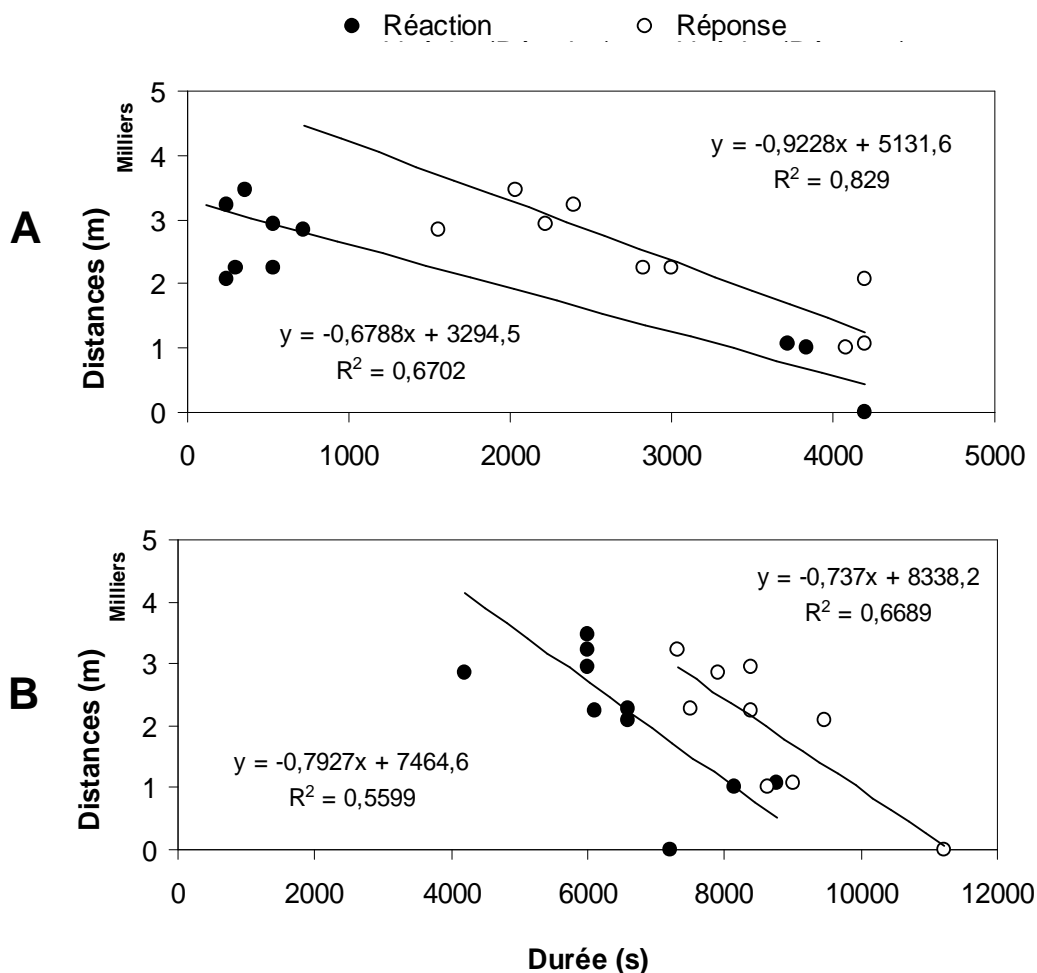 Réaction Réponse
A
Distances (m)
Milliers
5
4
3
2
1
0
y = -0,9228x + 5131,6
R2 = 0,829
y = -0,6788x + 3294,5
R2 = 0,6702
0 1000 2000 3000 4000 5000
B
Distances (m)
Milliers
5
4
3
2
1
0
y = -0,737x + 8338,2
R2 = 0,6689
y = -0,7927x + 7464,6
R2 = 0,5599
0 2000 4000 6000 8000 10000 12000
Durée (s)